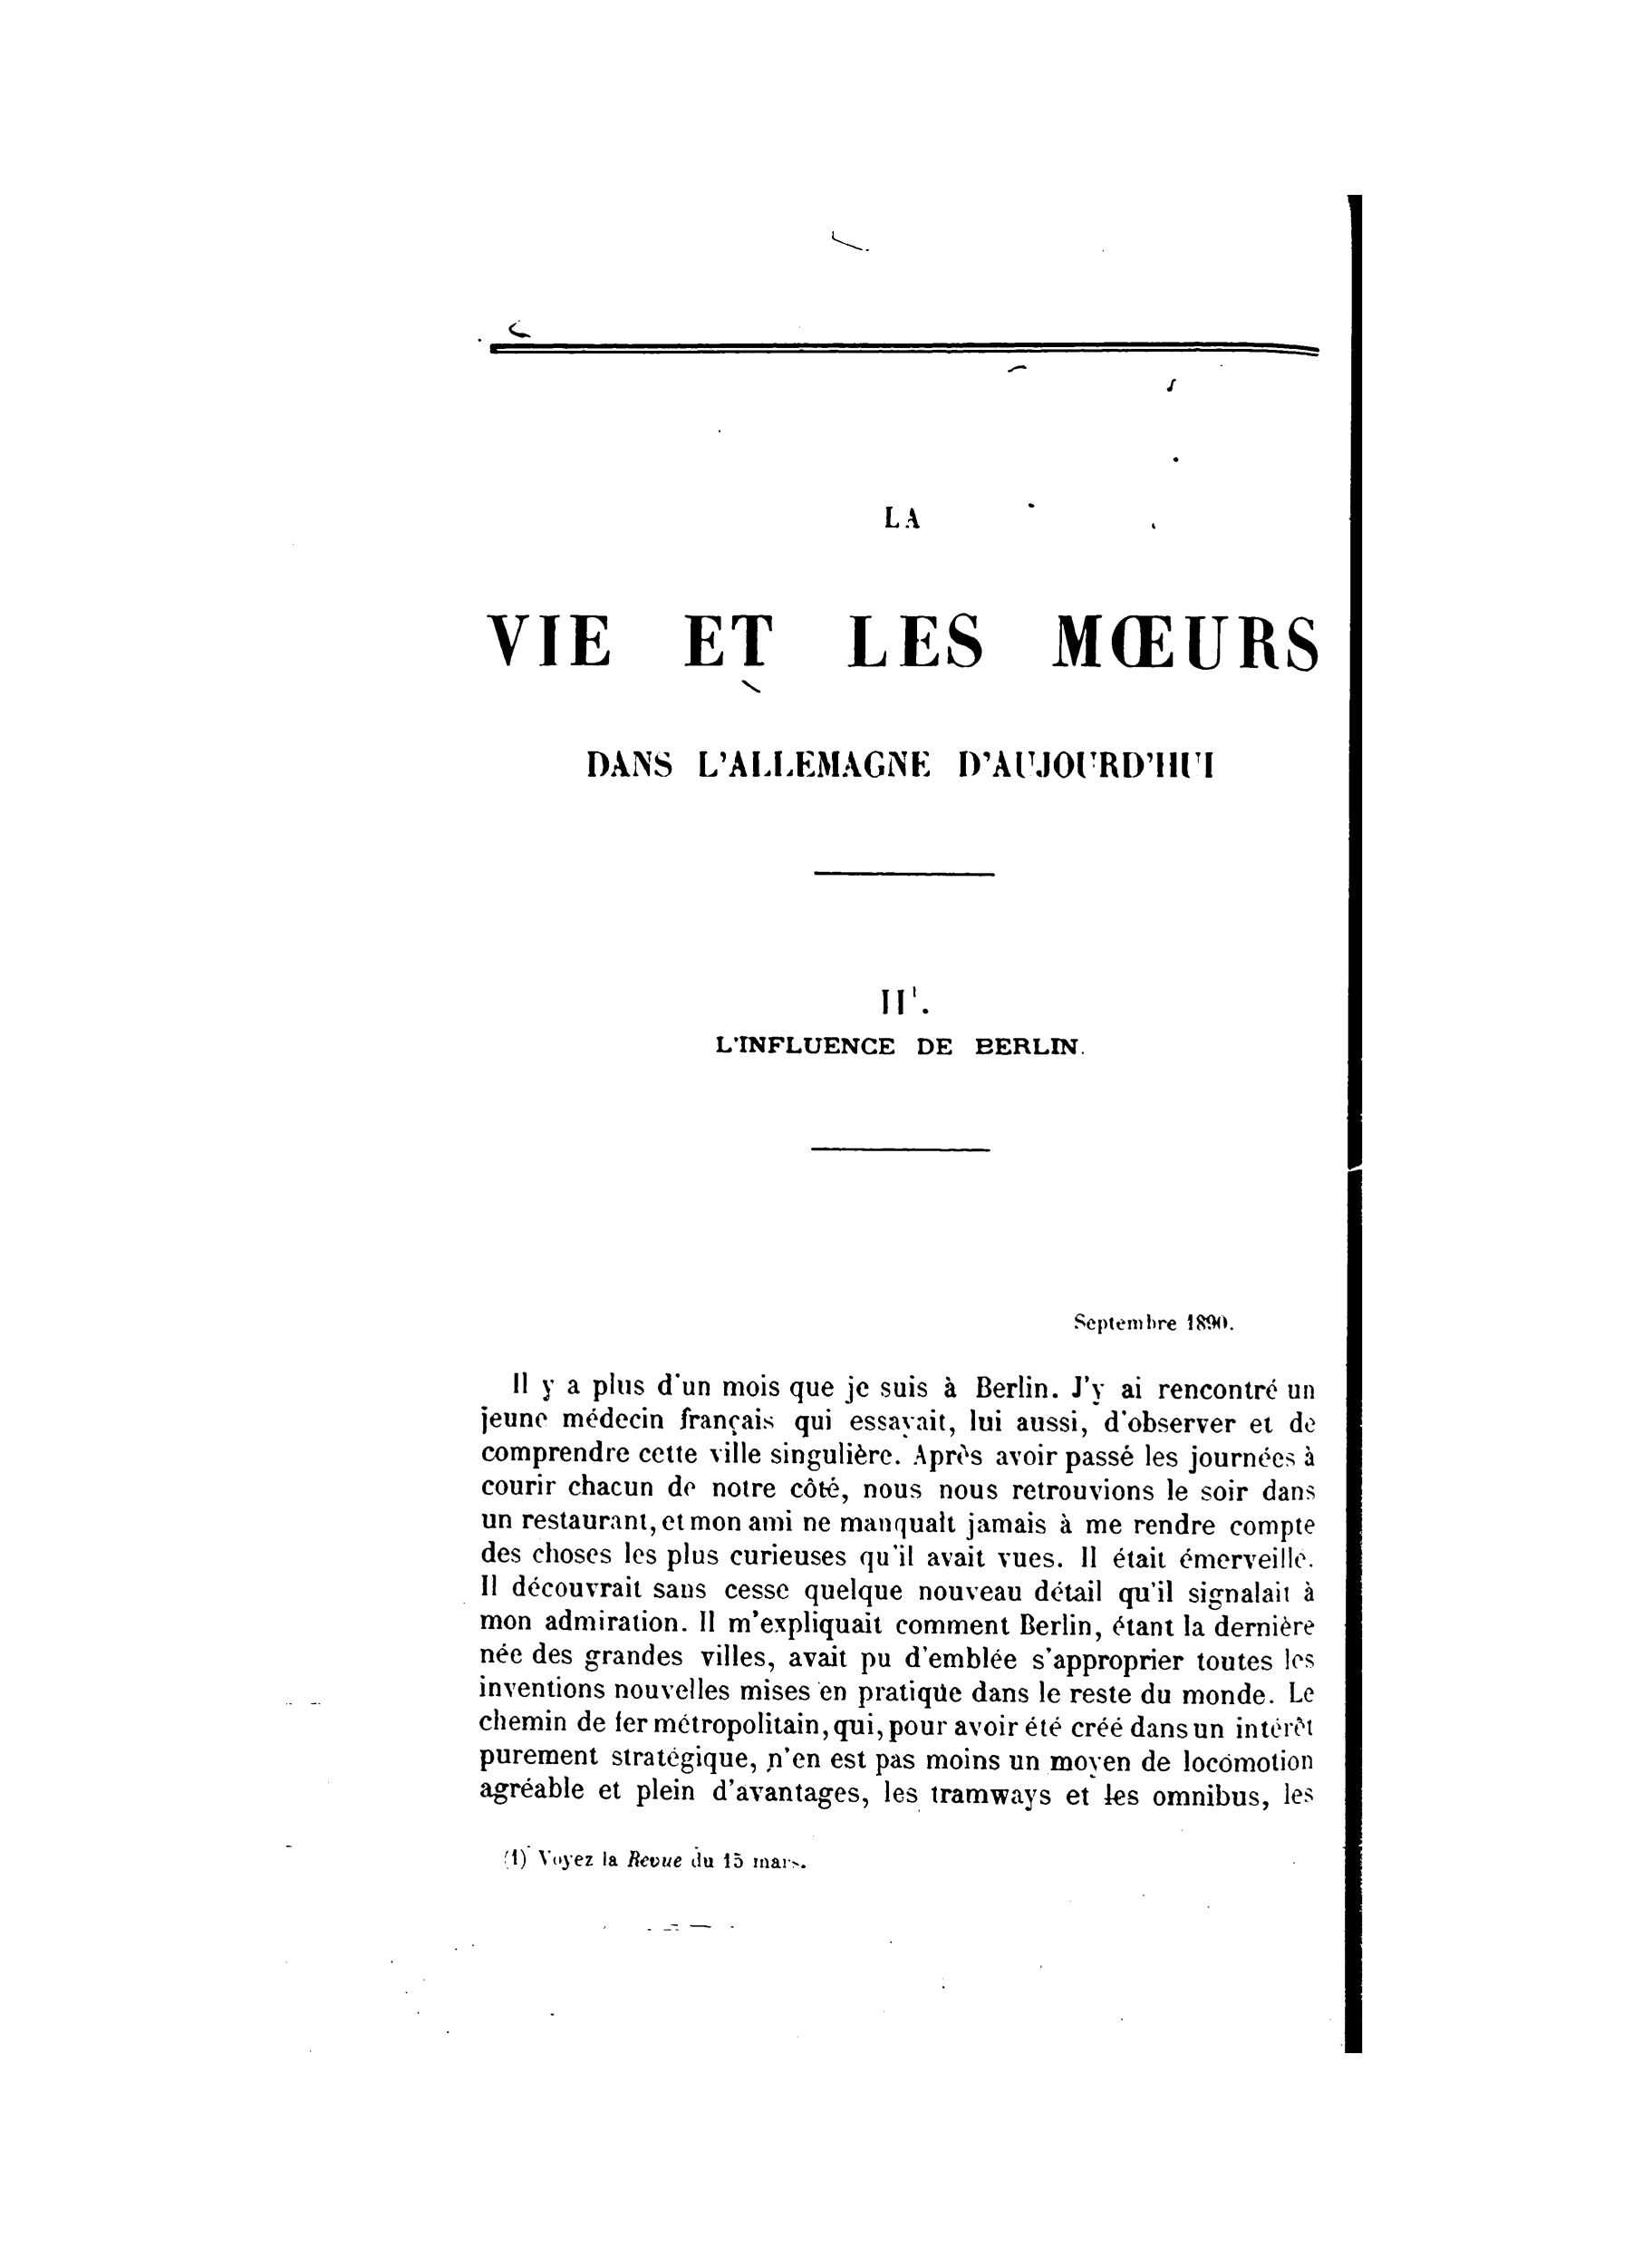 LA
VIE ET LES MŒURS
DANS L'ALLEMAGNE D'AUJOURD'HUI
II¹.
L'INFLUENCE DE BERLIN.
Septembre 1890.
Il y a plus d'un mois que je suis à Berlin. J'y ai rencontré un
jeune médecin français qui essayait, lui aussi, d'observer et de
comprendre cette ville singulière. Après avoir passé les journées à
courir chacun de notre côté, nous nous retrouvions le soir dans
un restaurant, et mon ami ne manquait jamais à me rendre compte
des choses les plus curieuses qu'il avait vues. Il était émerveillé.
Il découvrait sans cesse quelque nouveau détail qu'il signalait à
mon admiration. Il m'expliquait comment Berlin, étant la dernière
née des grandes villes, avait pu d'emblée s'approprier toutes les
inventions nouvelles mises en pratique dans le reste du monde. Le
chemin de fer métropolitain, qui, pour avoir été créé dans un intérêt
purement stratégique, n'en est pas moins un moyen de locomotion
agréable et plein d'avantages, les tramways et les omnibus, les
(1) Voyez la Revue du 15 mars.